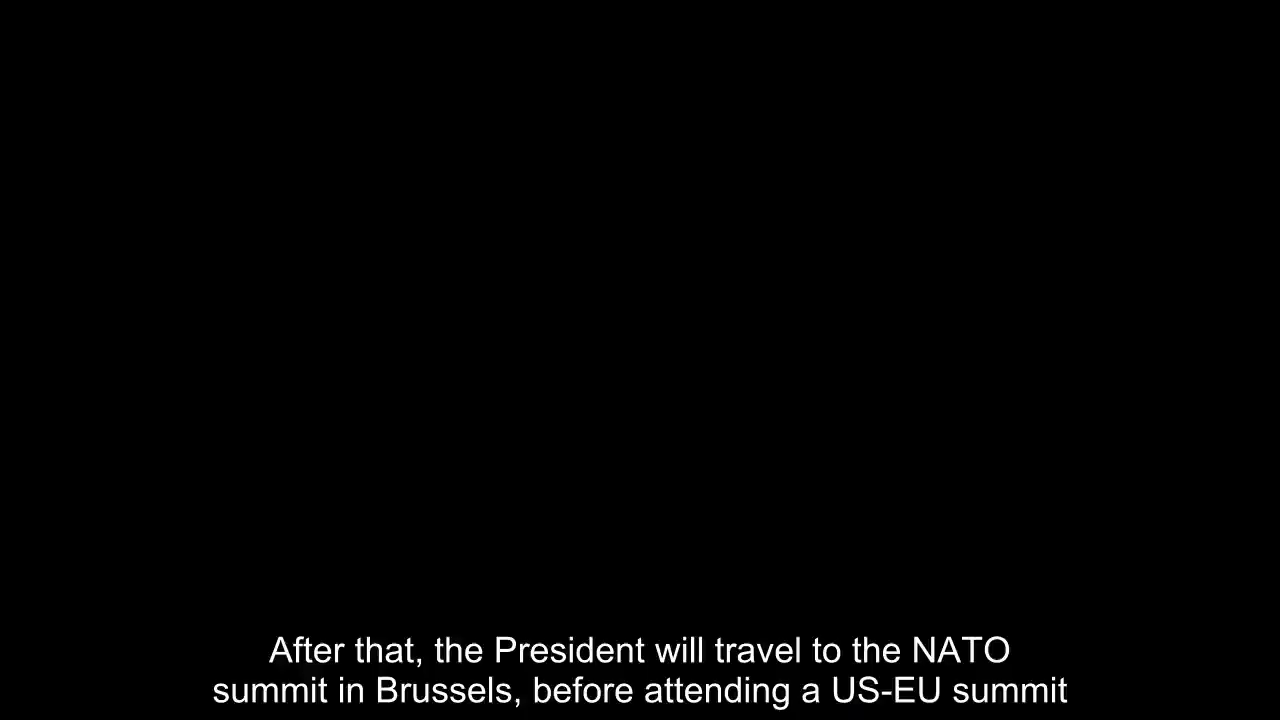 After that, the President will travel to the NATO
summit in Brussels, before attending a US-EU summit